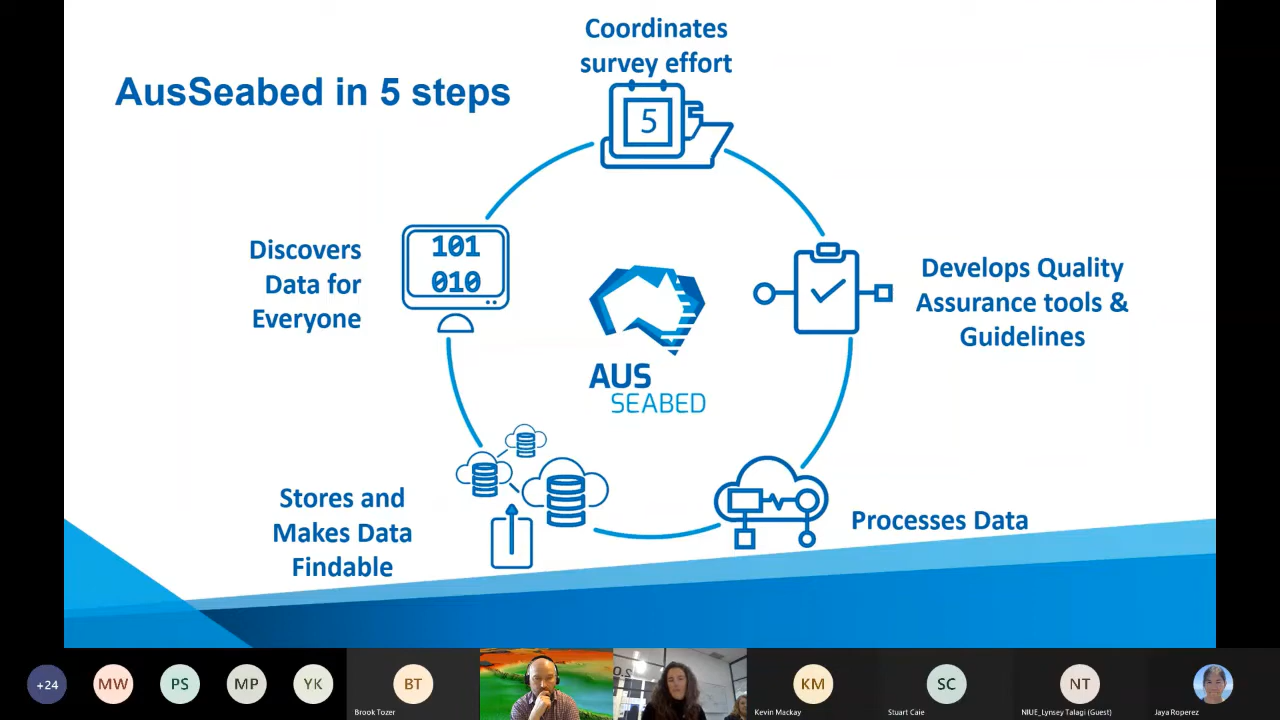 AusSeabed in 5 steps
Coordinates
survey effort
5
Develops Quality
Assurance tools &
Guidelines
Processes Data
Stores and
Makes Data
Findable
Discovers
Data for
Everyone
101
010
AUS
SEABED
+24
MW
PS
MP
YK
BT
Brook Tozer
KM
Kevin Mackay
SC
Stuart Caie
NT
NIUE_Lynsey Talagi (Guest)
Jaya Roperez